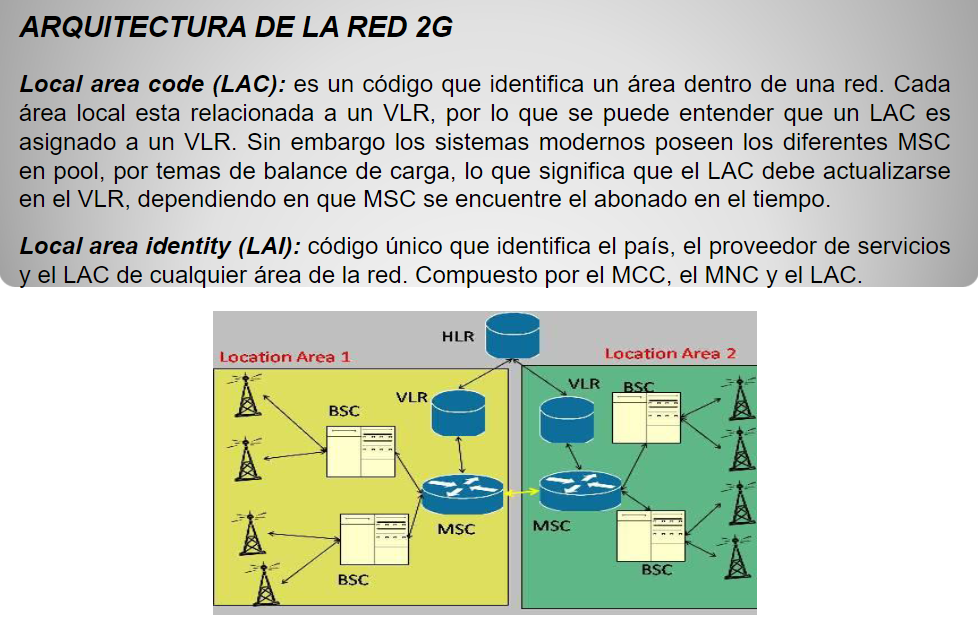 ARQUITECTURA DE LA RED 2G
Local area code (LAC): es un código que identifica un área dentro de una red. Cada
área local esta relacionada a un VLR, por lo que se puede entender que un LAC es
asignado a un VLR. Sin embargo los sistemas modernos poseen los diferentes MSC
en pool, por temas de balance de carga, lo que significa que el LAC debe actualizarse
en el VLR, dependiendo en que MSC se encuentre el abonado en el tiempo.
Local area identity (LAI): código único que identifica el país, el proveedor de servicios
y el LAC de cualquier área de la red. Compuesto por el MCC, el MNC y el LAC.
HLR
Location Area 1
Location Area 2
VLR
BSC
VLR
BSC
MSC
MSC
BSC
BSC